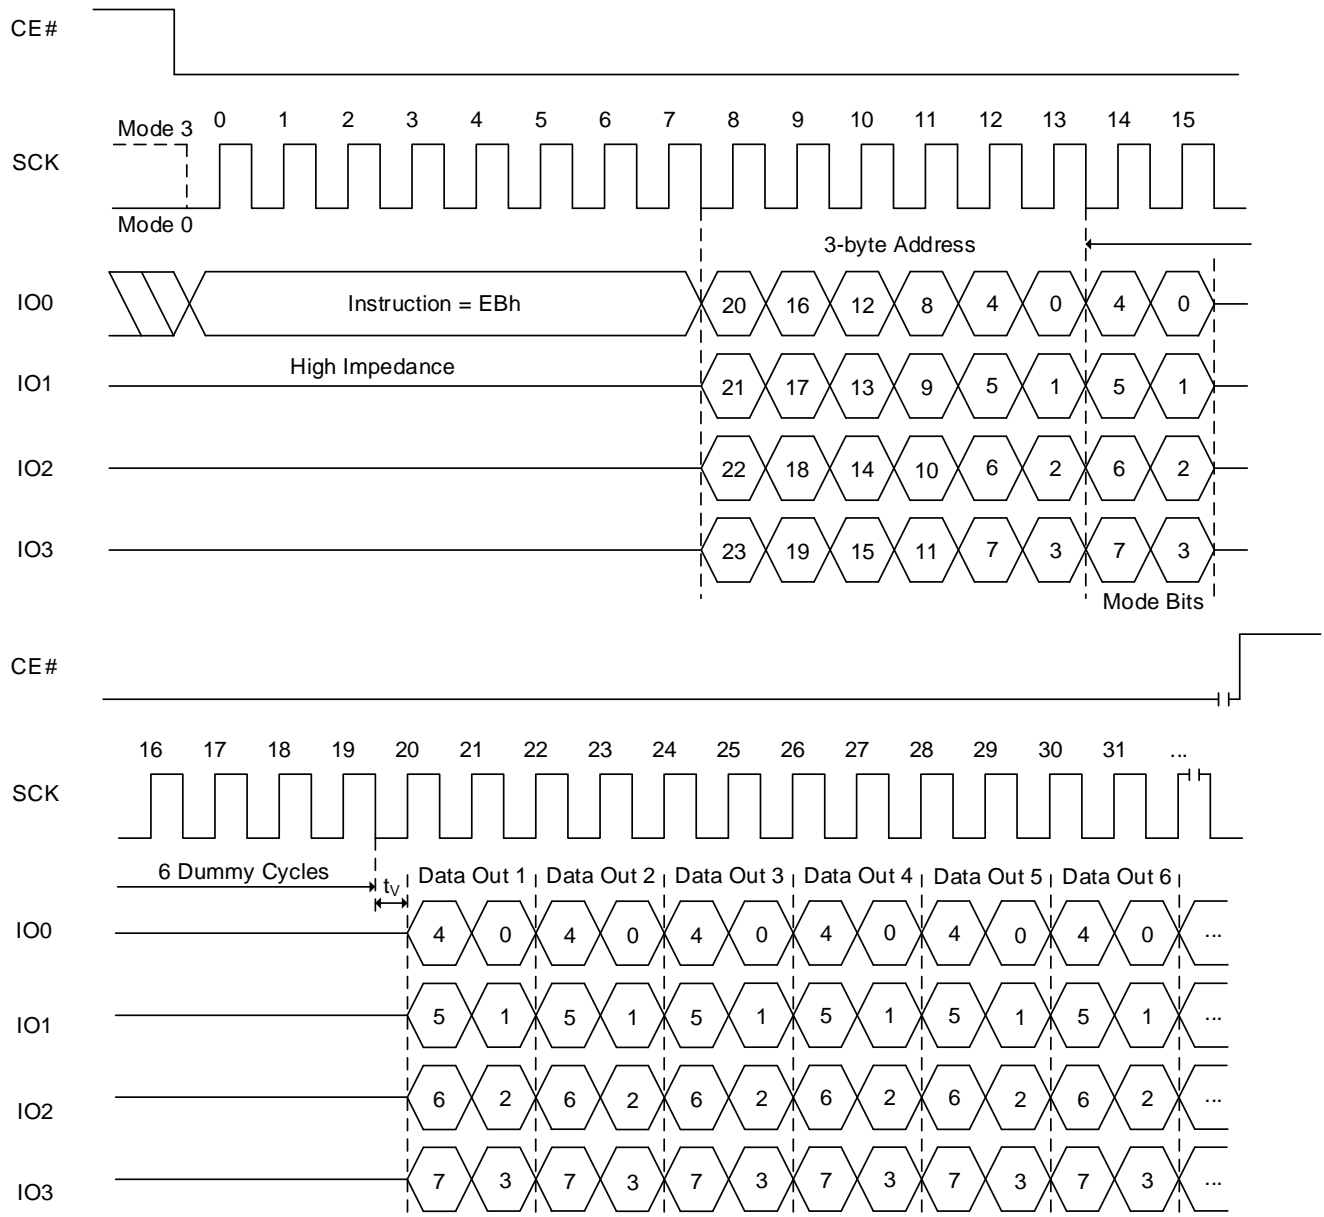 CE#
Mode 3 0 1 2 3 4 5 6 7 8 9 10 11 12 13 14 15
SCK
Mode 0
3-byte Address
IO0 Instruction = EBh 20 16 12 8 4 0 4 0
High Impedance
IO1 21 17 13 9 5 1 5 1
IO2 22 18 14 10 6 2 6 2
IO3 23 19 15 11 7 3 7 3
Mode Bits
CE#
16 17 18 19 20 21 22 23 24 25 26 27 28 29 30 31 ...
SCK
6 Dummy Cycles tV Data Out 1 Data Out 2 Data Out 3 Data Out 4 Data Out 5 Data Out 6
IO0 4 0 4 0 4 0 4 0 4 0 4 0 ...
IO1 5 1 5 1 5 1 5 1 5 1 5 1 ...
IO2 6 2 6 2 6 2 6 2 6 2 6 2 ...
IO3 7 3 7 3 7 3 7 3 7 3 7 3 ...